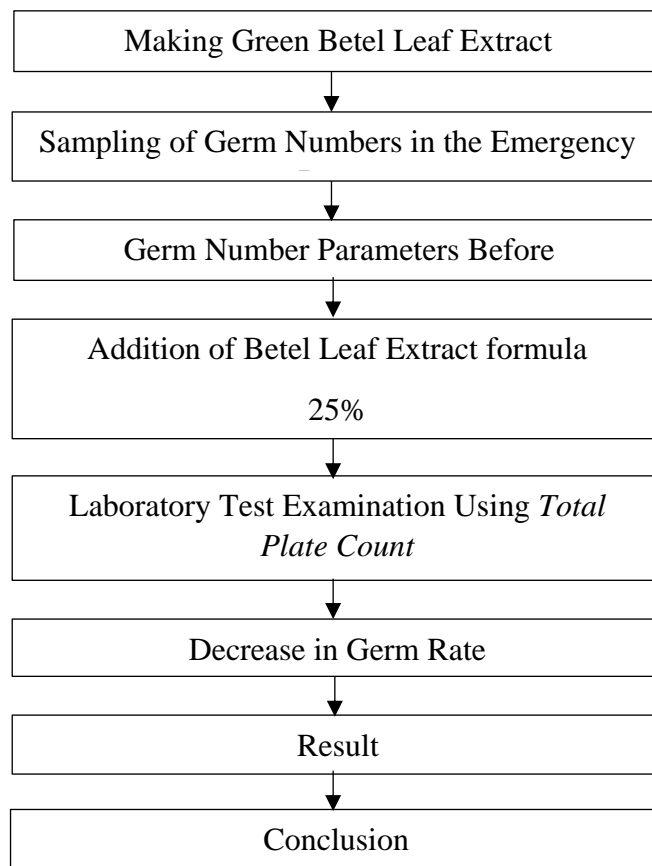 Making Green Betel Leaf Extract
Sampling of Germ Numbers in the Emergency
Germ Number Parameters Before
Addition of Betel Leaf Extract formula
25%
Laboratory Test Examination Using Total
Plate Count
Decrease in Germ Rate
Result
Conclusion